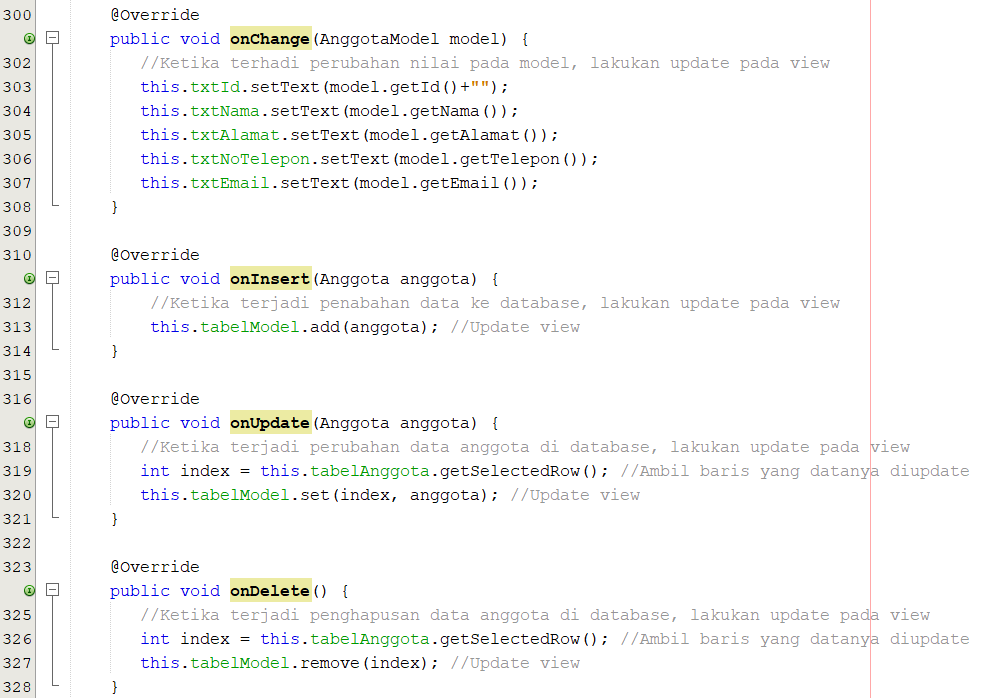 300 @Override
public void onChange(AnggotaModel model) {
302 //Ketika terhadi perubahan nilai pada model, lakukan update pada view
303 this.txtId.setText(model.getId()+"");
304 this.txtNama.setText(model.getNama());
305 this.txtAlamat.setText(model.getAlamat());
306 this.txtNoTelepon.setText(model.getTelepon());
307 this.txtEmail.setText(model.getEmail());
308 }
309
310 @Override
public void onInsert(Anggota anggota) {
312 //Ketika terjadi penabahan data ke database, lakukan update pada view
313 this.tabelModel.add(anggota); //Update view
314 }
315
316 @Override
public void onUpdate(Anggota anggota) {
318 //Ketika terjadi perubahan data anggota di database, lakukan update pada view
319 int index = this.tabelAnggota.getSelectedRow(); //Ambil baris yang datanya diupdate
320 this.tabelModel.set(index, anggota); //Update view
321 }
322
323 @Override
public void onDelete() {
325 //Ketika terjadi penghapusan data anggota di database, lakukan update pada view
326 int index = this.tabelAnggota.getSelectedRow(); //Ambil baris yang datanya diupdate
327 this.tabelModel.remove(index); //Update view
328 }